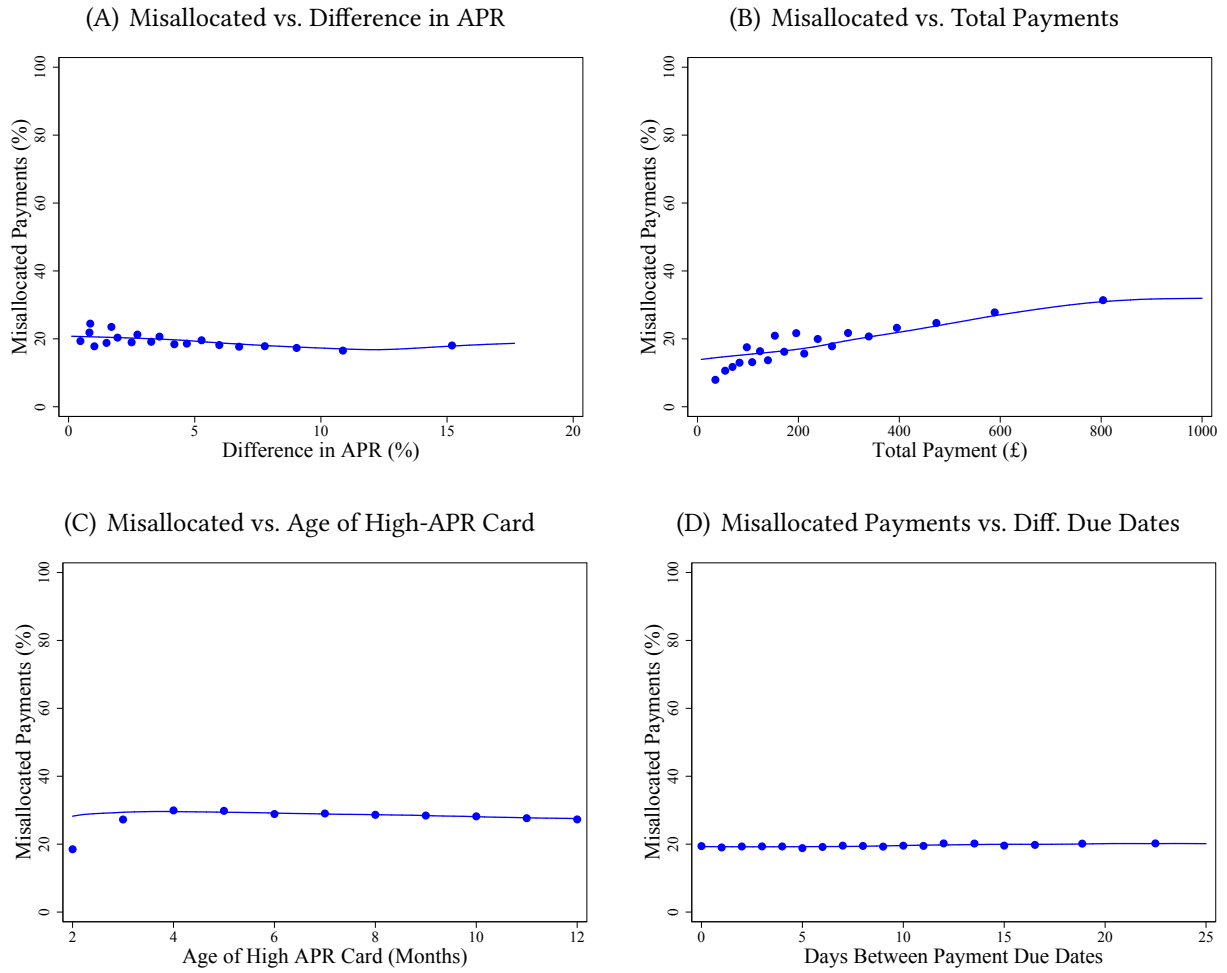 (A) Misallocated vs. Difference in APR
Misallocated Payments (%)
100
80
60
40
20
0
0 5 10 15 20
Difference in APR (%)
(B) Misallocated vs. Total Payments
Misallocated Payments (%)
100
80
60
40
20
0
0 200 400 600 800 1000
Total Payment (£)
(C) Misallocated vs. Age of High-APR Card
Misallocated Payments (%)
100
80
60
40
20
0
2 4 6 8 10 12
Age of High APR Card (Months)
(D) Misallocated Payments vs. Diff. Due Dates
Misallocated Payments (%)
100
80
60
40
20
0
0 5 10 15 20 25
Days Between Payment Due Dates